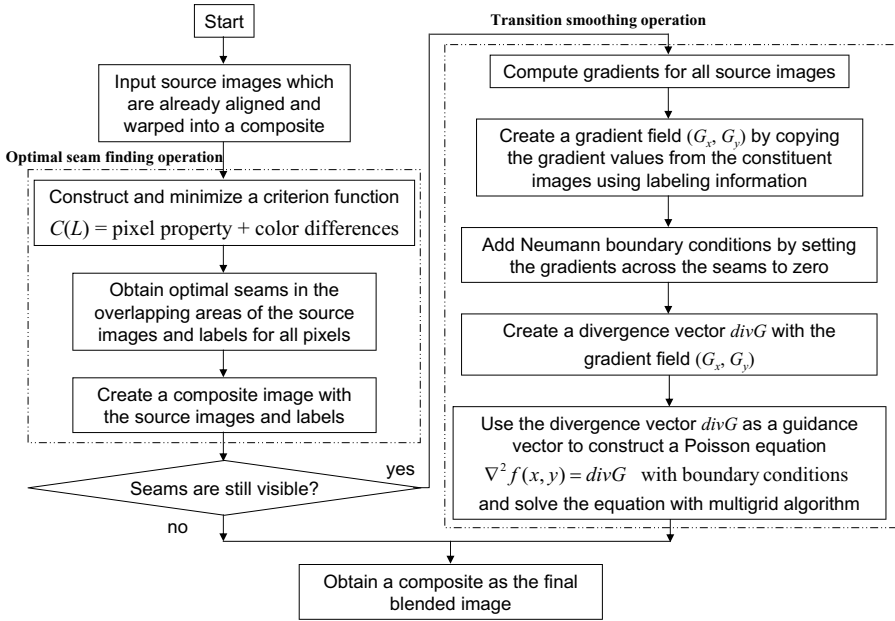 Start
Input source images which
are already aligned and
warped into a composite
Optimal seam finding operation
Construct and minimize a criterion function
C(L) = pixel property + color differences
Obtain optimal seams in the
overlapping areas of the source
images and labels for all pixels
Create a composite image with
the source images and labels
Seams are still visible?
yes
no
Transition smoothing operation
Compute gradients for all source images
Create a gradient field (Gₓ, Gᵧ) by copying
the gradient values from the constituent
images using labeling information
Add Neumann boundary conditions by setting
the gradients across the seams to zero
Create a divergence vector divG with the
gradient field (Gₓ, Gᵧ)
Use the divergence vector divG as a guidance
vector to construct a Poisson equation
∇² f(x, y) = divG with boundary conditions
and solve the equation with multigrid algorithm
Obtain a composite as the final
blended image